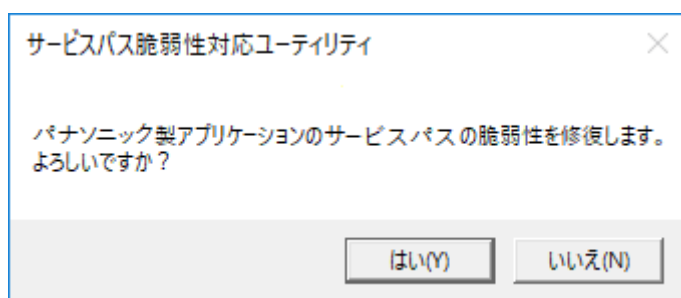 サービスパス脆弱性対応ユーティリティ
パナソニック製アプリケーションのサービスパスの脆弱性を修復します。
よろしいですか？
はい(Y)
いいえ(N)